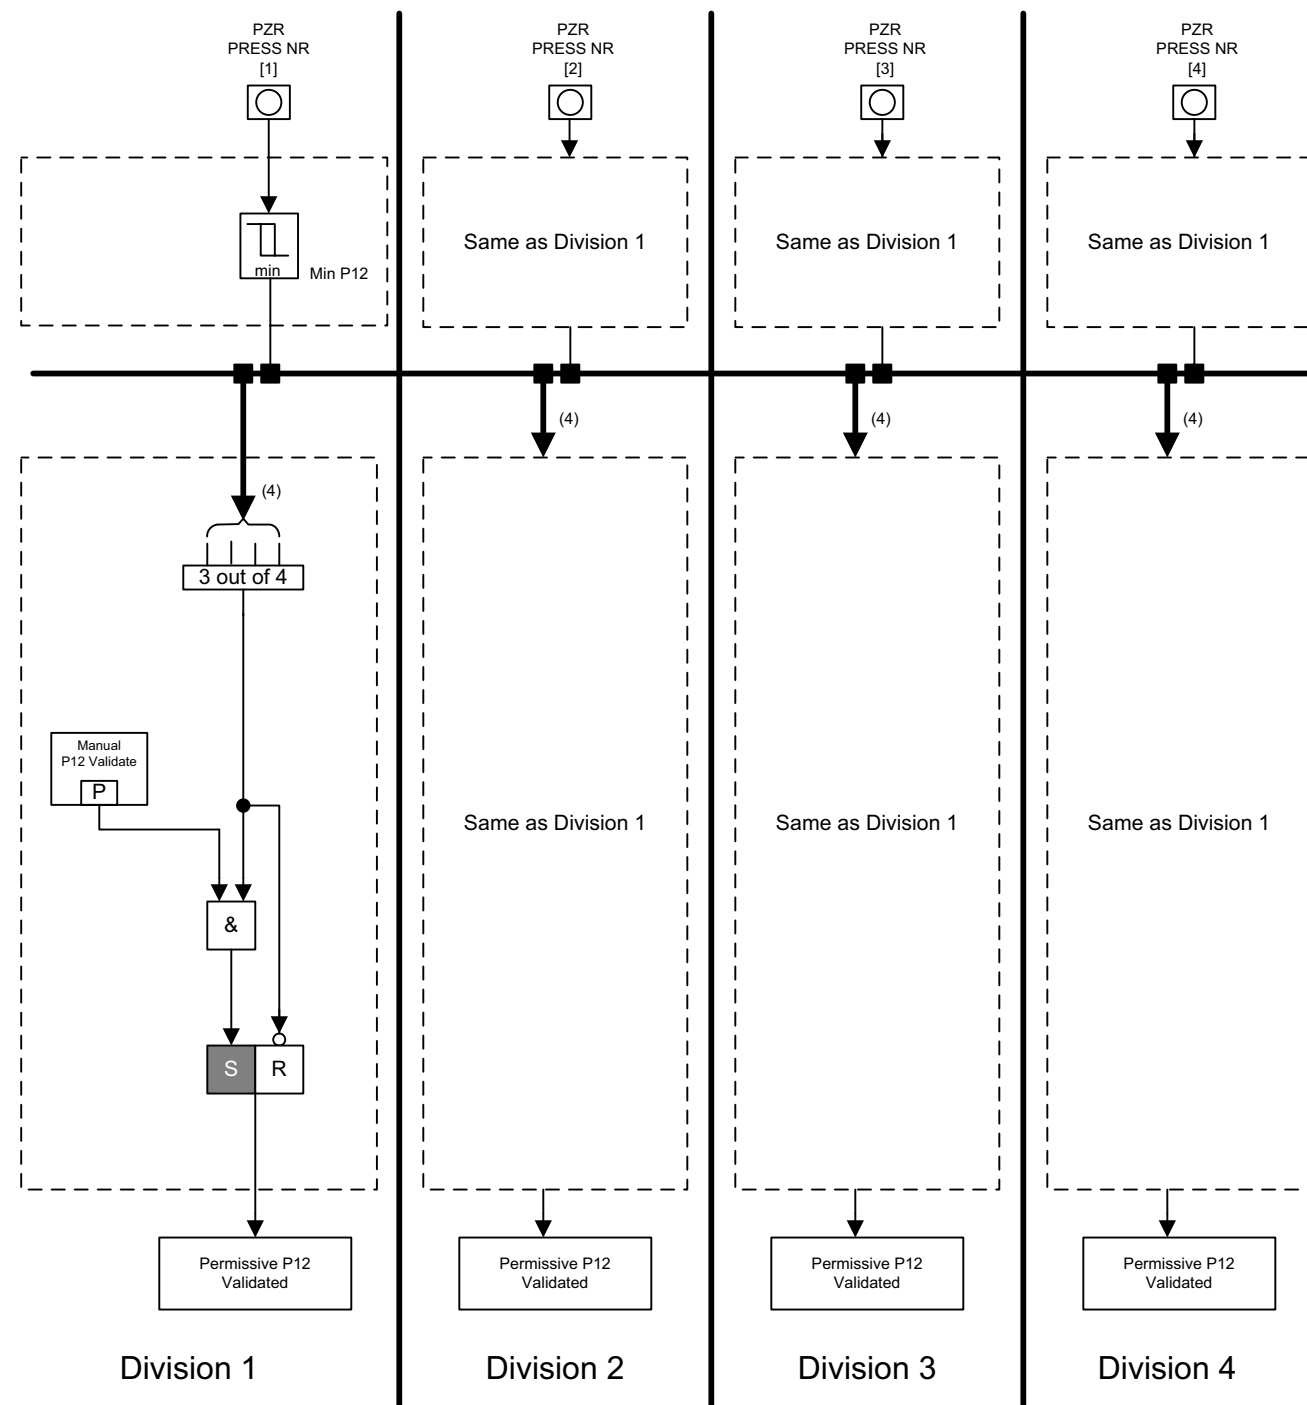 PZR
PRESS NR
[1]
PZR
PRESS NR
[2]
PZR
PRESS NR
[3]
PZR
PRESS NR
[4]
min
Min P12
Same as Division 1
Same as Division 1
Same as Division 1
(4)
(4)
(4)
(4)
3 out of 4
Manual
P12 Validate
P
Same as Division 1
Same as Division 1
Same as Division 1
&
S
R
Permissive P12
Validated
Permissive P12
Validated
Permissive P12
Validated
Permissive P12
Validated
Division 1
Division 2
Division 3
Division 4